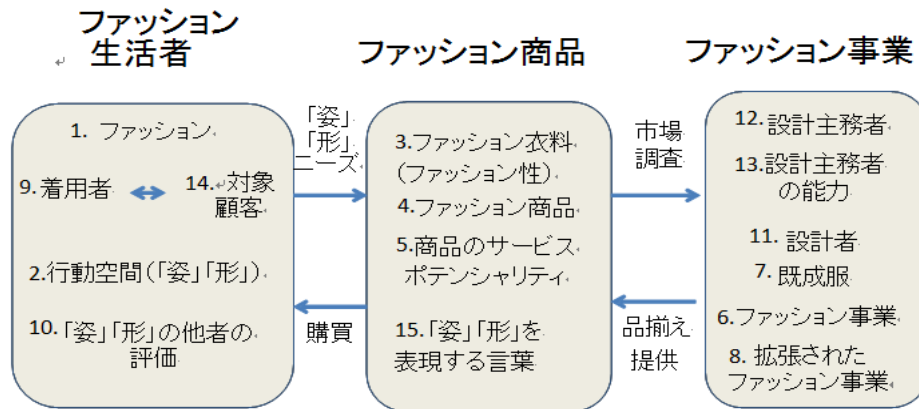 ファッション
生活者
ファッション商品
ファッション事業
1. ファッション
9.着用者
14.対象
顧客
2.行動空間(「姿」「形」)
10.「姿」「形」の他者の
評価
「姿」
「形」
ニーズ
購買
3.ファッション衣料
(ファッション性)
4.ファッション商品
5.商品のサービス
ポテンシャリティ
15.「姿」「形」を
表現する言葉
市場
調査
品揃え
提供
12.設計主務者
13.設計主務者
の能力
11.設計者
7.既成服
6.ファッション事業
8.拡張された
ファッション事業